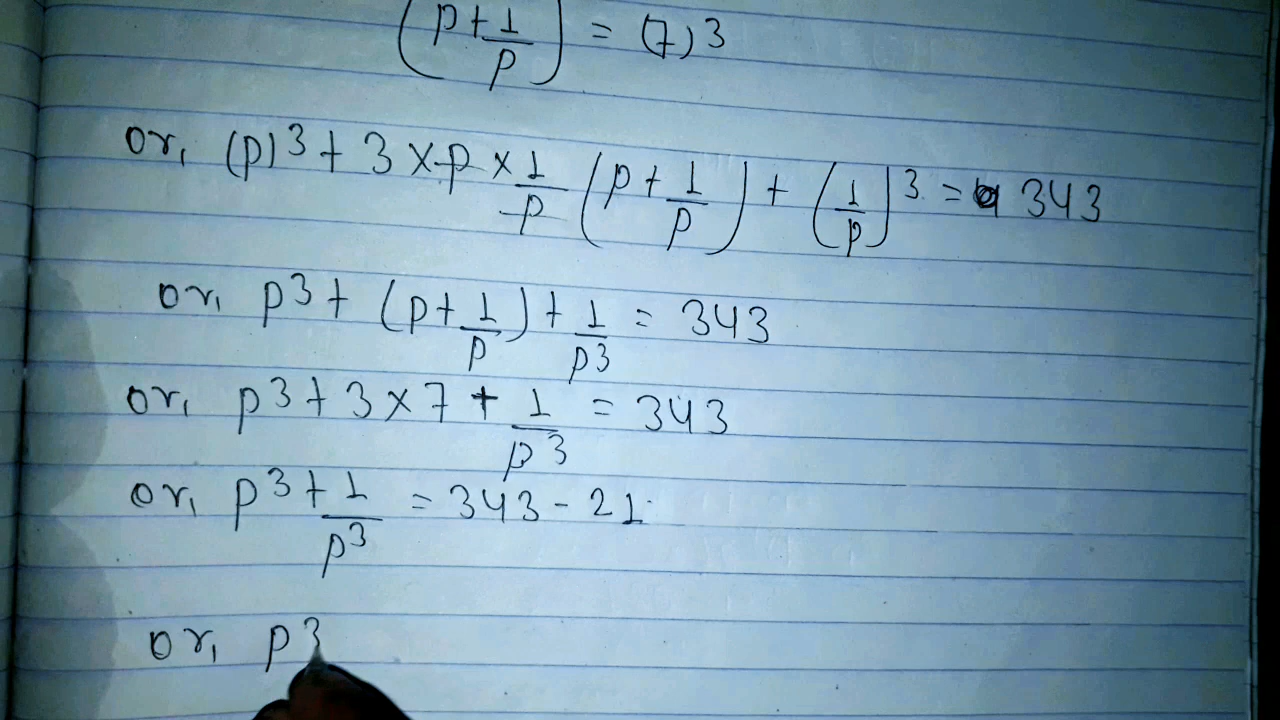 (p+1/p) = (7)3
or, (p)3 + 3 × p × 1/p (p + 1/p) + (1/p)3 = 343
or, p3 + (p + 1/p) + 1/p3 = 343
or, p3 + 3 × 7 + 1/p3 = 343
or, p3 + 1/p3 = 343 - 21
or, p3